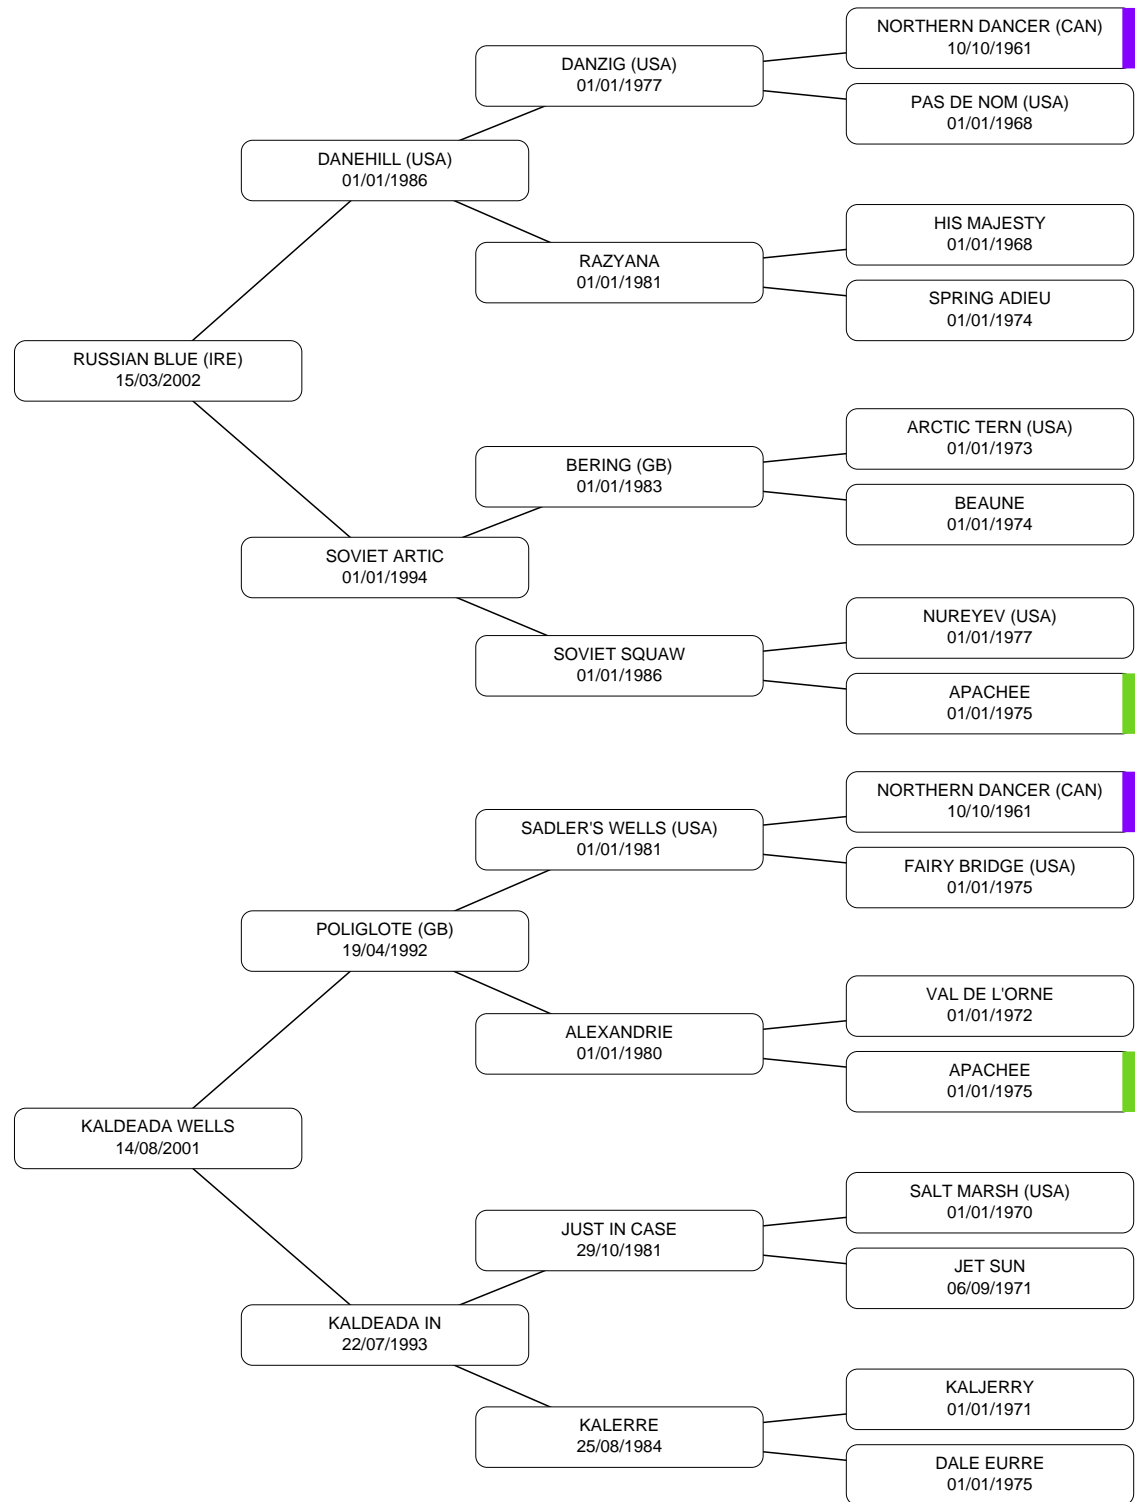 NORTHERN DANCER (CAN)
10/10/1961
DANZIG (USA)
01/01/1977
PAS DE NOM (USA)
01/01/1968
DANEHILL (USA)
01/01/1986
HIS MAJESTY
01/01/1968
RAZYANA
01/01/1981
SPRING ADIEU
01/01/1974
RUSSIAN BLUE (IRE)
15/03/2002
ARCTIC TERN (USA)
01/01/1973
BERING (GB)
01/01/1983
BEAUNE
01/01/1974
SOVIET ARTIC
01/01/1994
NUREYEV (USA)
01/01/1977
SOVIET SQUAW
01/01/1986
APACHEE
01/01/1975
NORTHERN DANCER (CAN)
10/10/1961
SADLER'S WELLS (USA)
01/01/1981
FAIRY BRIDGE (USA)
01/01/1975
POLIGLOTE (GB)
19/04/1992
VAL DE L'ORNE
01/01/1972
ALEXANDRIE
01/01/1980
APACHEE
01/01/1975
KALDEADA WELLS
14/08/2001
SALT MARSH (USA)
01/01/1970
JUST IN CASE
29/10/1981
JET SUN
06/09/1971
KALDEADA IN
22/07/1993
KALJERRY
01/01/1971
KALERRE
25/08/1984
DALE EURRE
01/01/1975